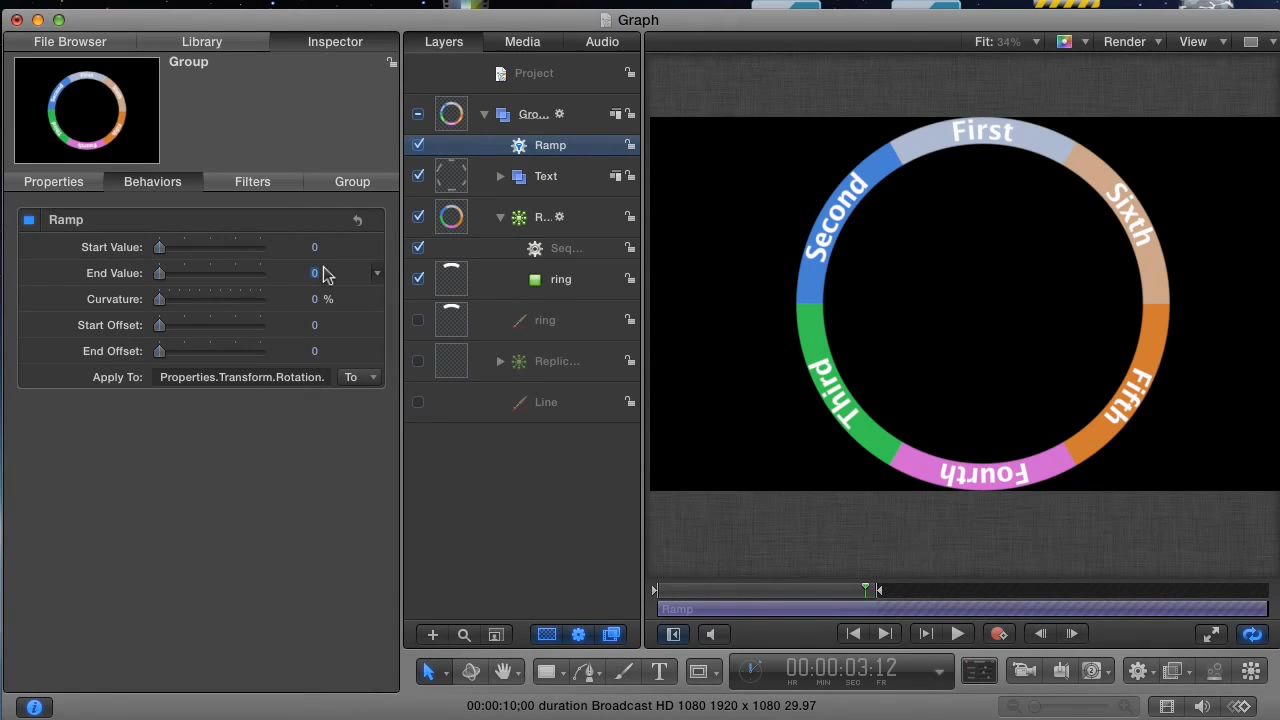 Graph
File Browser Library Inspector
Layers Media Audio
Fit: 34% Render View
Group
Project
Gro...
Ramp
Text
R...
Seq...
ring
ring
Replic...
Line
Properties Behaviors Filters Group
Ramp
Start Value: 0
End Value: 0
Curvature: 0 %
Start Offset: 0
End Offset: 0
Apply To: Properties.Transform.Rotation. To
First
Second
Sixth
Third
Fifth
Fourth
Ramp
T
00:00:03:12
HR MIN SEC FR
2
00:00:10;00 duration Broadcast HD 1080 1920 x 1080 29.97